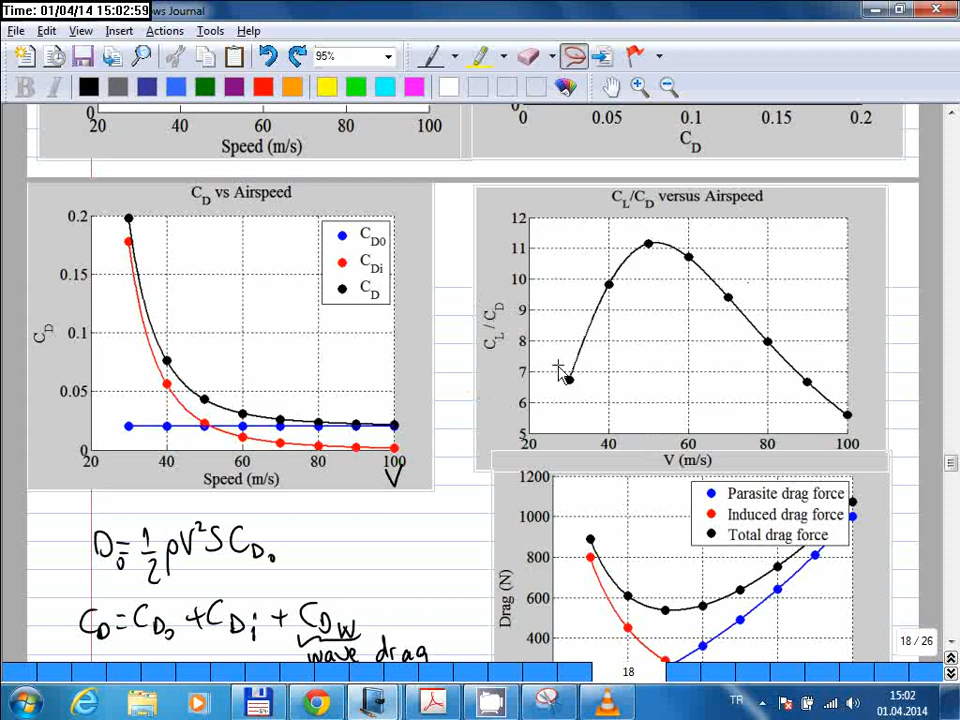 Time: 01/04/14 15:02:59
ws Journal
File Edit View Insert Actions Tools Help
95%
B I
0
20 40 60 80 100
Speed (m/s)
0
0 0.05 0.1 0.15 0.2
C_D
C_D vs Airspeed
0.2
0.15
0.1
0.05
0
C_D
C_D0
C_Di
C_D
20 40 60 80 100
Speed (m/s)
V
C_L/C_D versus Airspeed
12
11
10
9
8
7
6
5
C_L / C_D
20 40 60 80 100
V (m/s)
1200
1000
800
600
400
Drag (N)
Parasite drag force
Induced drag force
Total drag force
D_0 = 1/2 ρV²S C_D0
C_D = C_D0 + C_Di + C_DW
wave drag
18 / 26
18
TR
15:02
01.04.2014